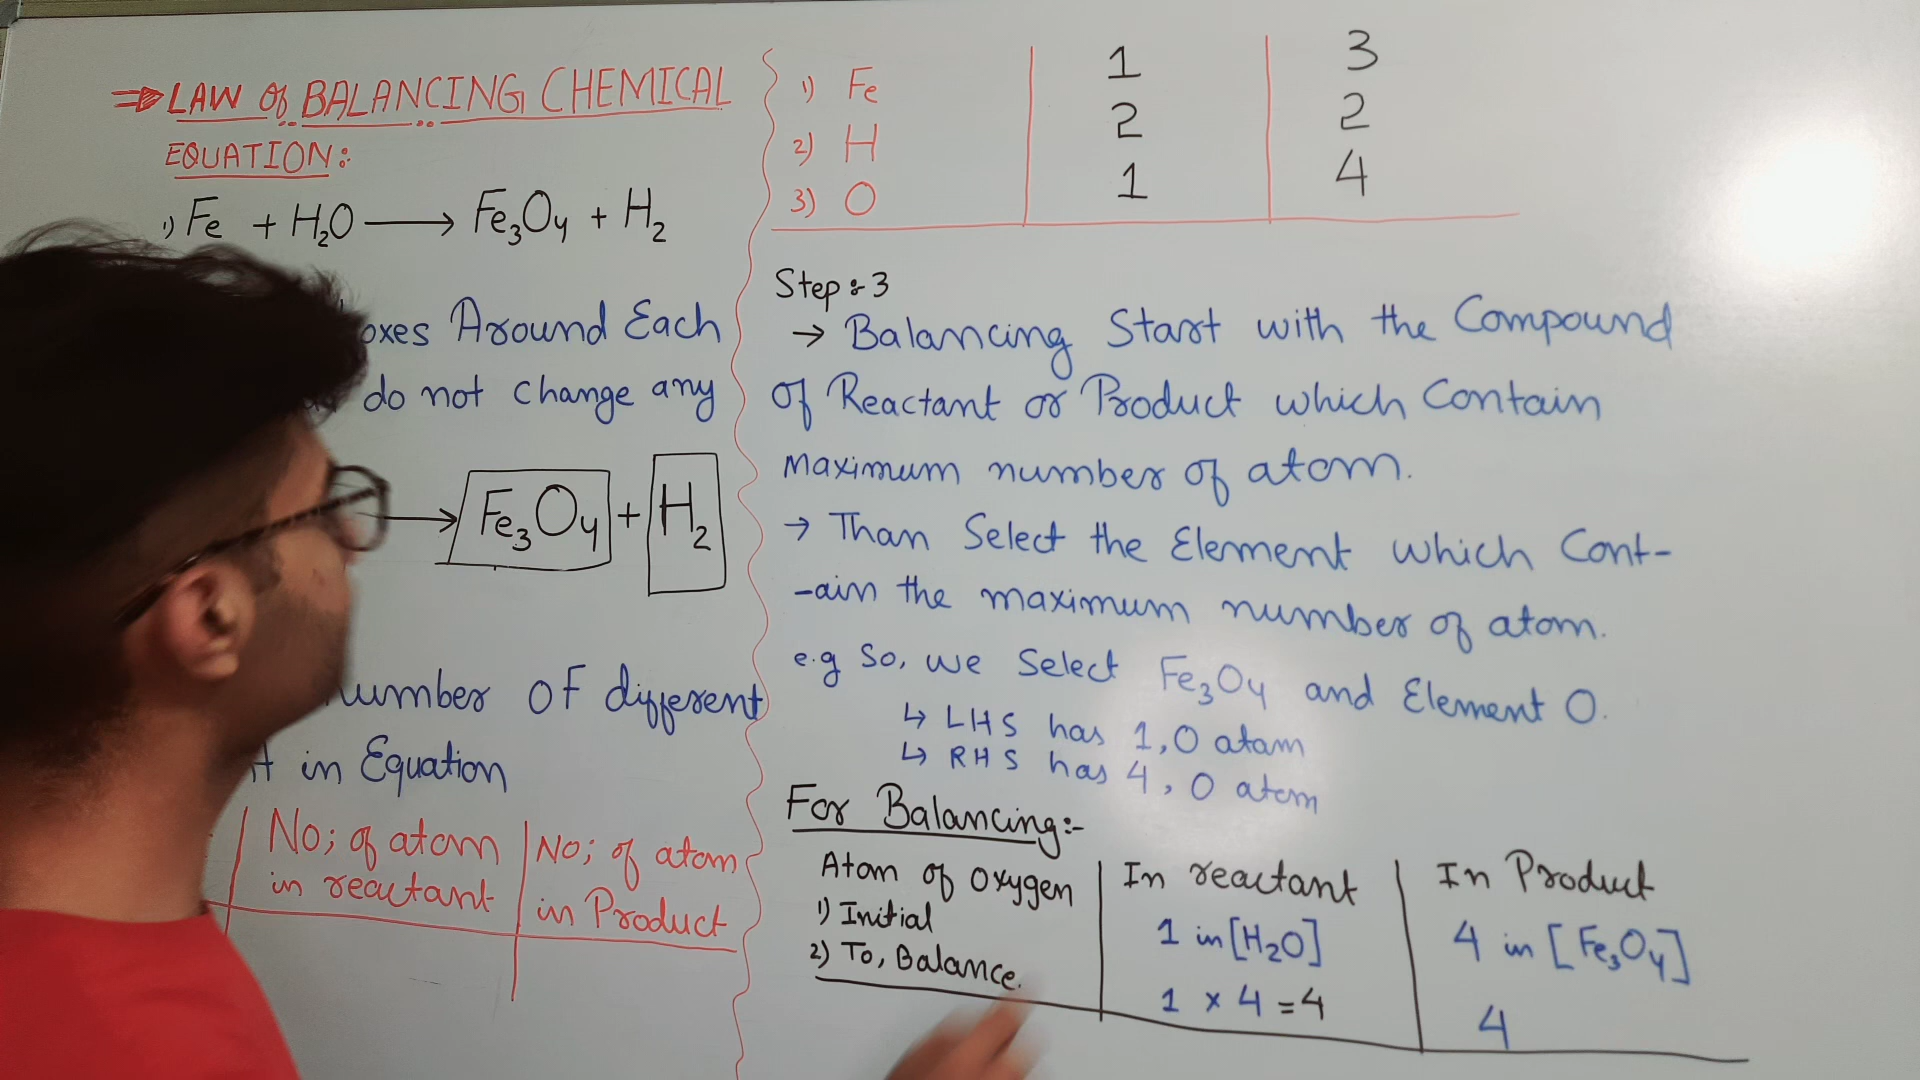 ⇒ LAW of BALANCING CHEMICAL
EQUATION:
1) Fe + H₂O ⟶ Fe₃O₄ + H₂
Around Each
do not change any
→ Fe₃O₄ + H₂
OF different
in Equation
No; of atom
in reactant
No; of atom
in Product
1) Fe 1 3
2) H 2 2
3) O 1 4
Step :- 3
→ Balancing Start with the Compound
of Reactant or Product which Contain
maximum number of atom.
→ Than Select the Element which Cont-
-ain the maximum number of atom.
e.g So, we Select Fe₃O₄ and Element O.
↳ LHS has 1, O atam
↳ RHS has 4, O atom
For Balancing:-
Atom of oxygen In reactant In Product
1) Initial 1 in [H₂O] 4 in [Fe₃O₄]
2) To, Balance. 1 x 4 = 4 4